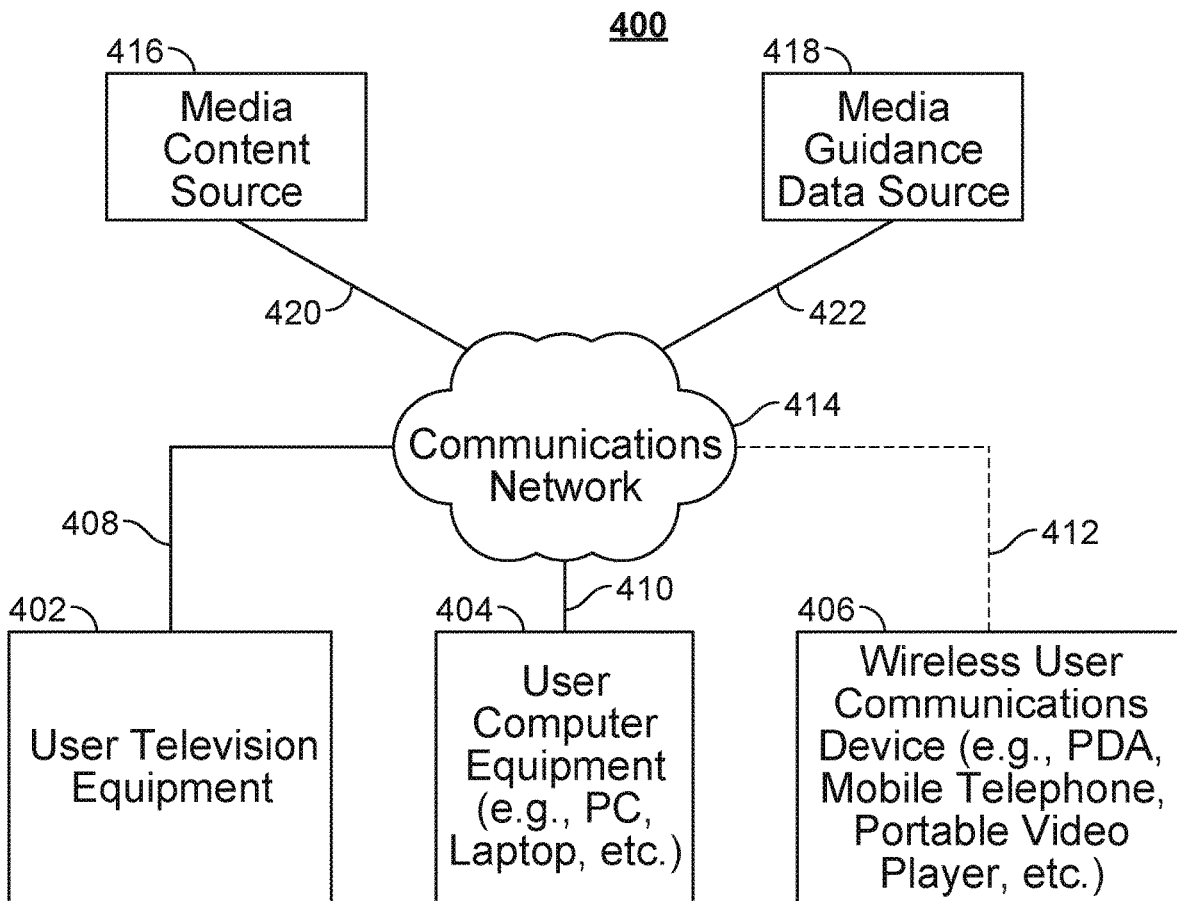 400
416
Media
Content
Source
418
Media
Guidance
Data Source
420
422
414
Communications
Network
408
412
410
402
User Television
Equipment
404
User
Computer
Equipment
(e.g., PC,
Laptop, etc.)
406
Wireless User
Communications
Device (e.g., PDA,
Mobile Telephone,
Portable Video
Player, etc.)